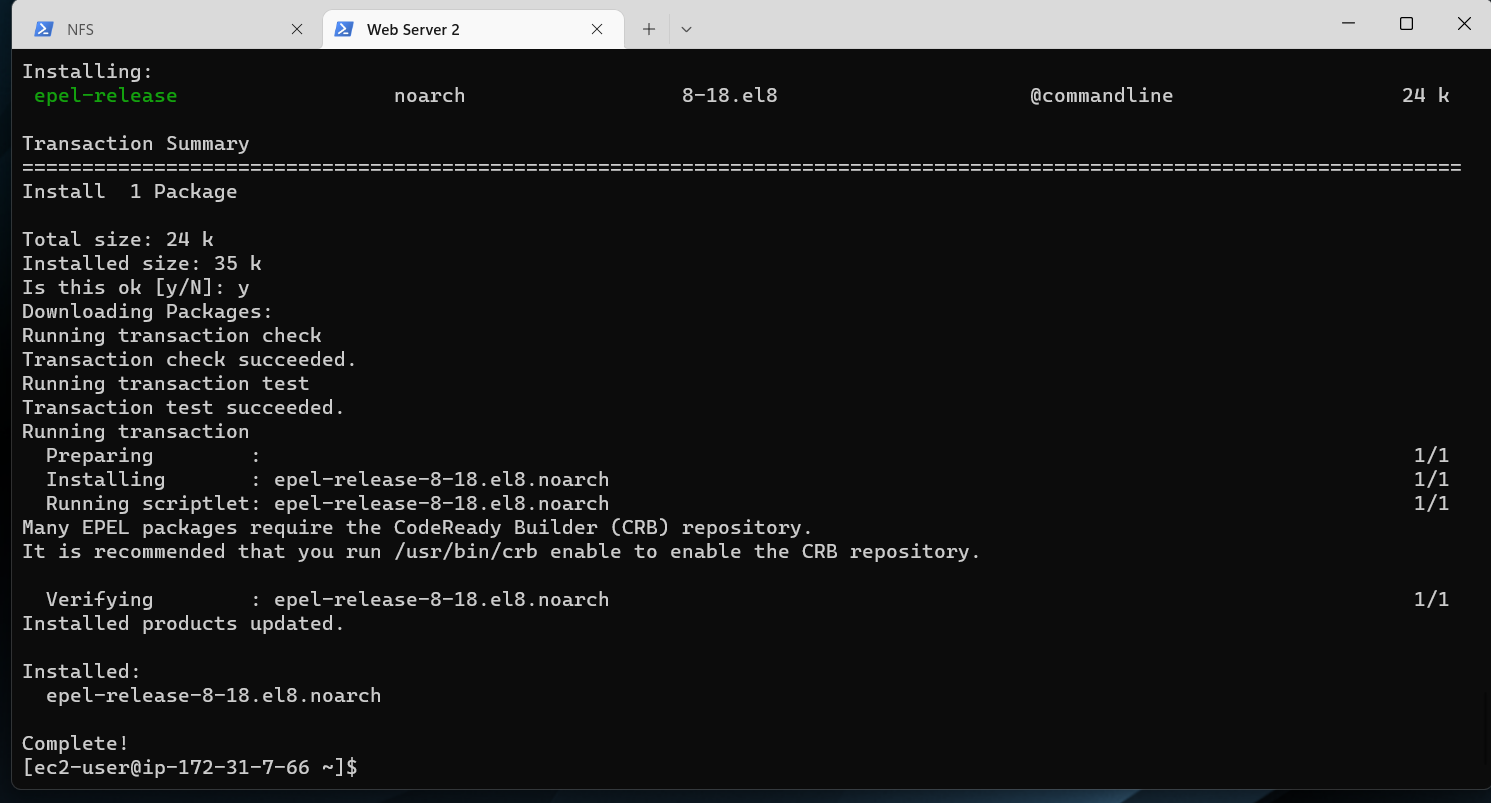 NFS
Web Server 2
Installing:
 epel-release                  noarch                  8-18.el8                     @commandline                   24 k

Transaction Summary
========================================================================================================================
Install  1 Package

Total size: 24 k
Installed size: 35 k
Is this ok [y/N]: y
Downloading Packages:
Running transaction check
Transaction check succeeded.
Running transaction test
Transaction test succeeded.
Running transaction
  Preparing        :                                                                                                1/1
  Installing       : epel-release-8-18.el8.noarch                                                                   1/1
  Running scriptlet: epel-release-8-18.el8.noarch                                                                   1/1
Many EPEL packages require the CodeReady Builder (CRB) repository.
It is recommended that you run /usr/bin/crb enable to enable the CRB repository.

  Verifying        : epel-release-8-18.el8.noarch                                                                   1/1
Installed products updated.

Installed:
  epel-release-8-18.el8.noarch

Complete!
[ec2-user@ip-172-31-7-66 ~]$